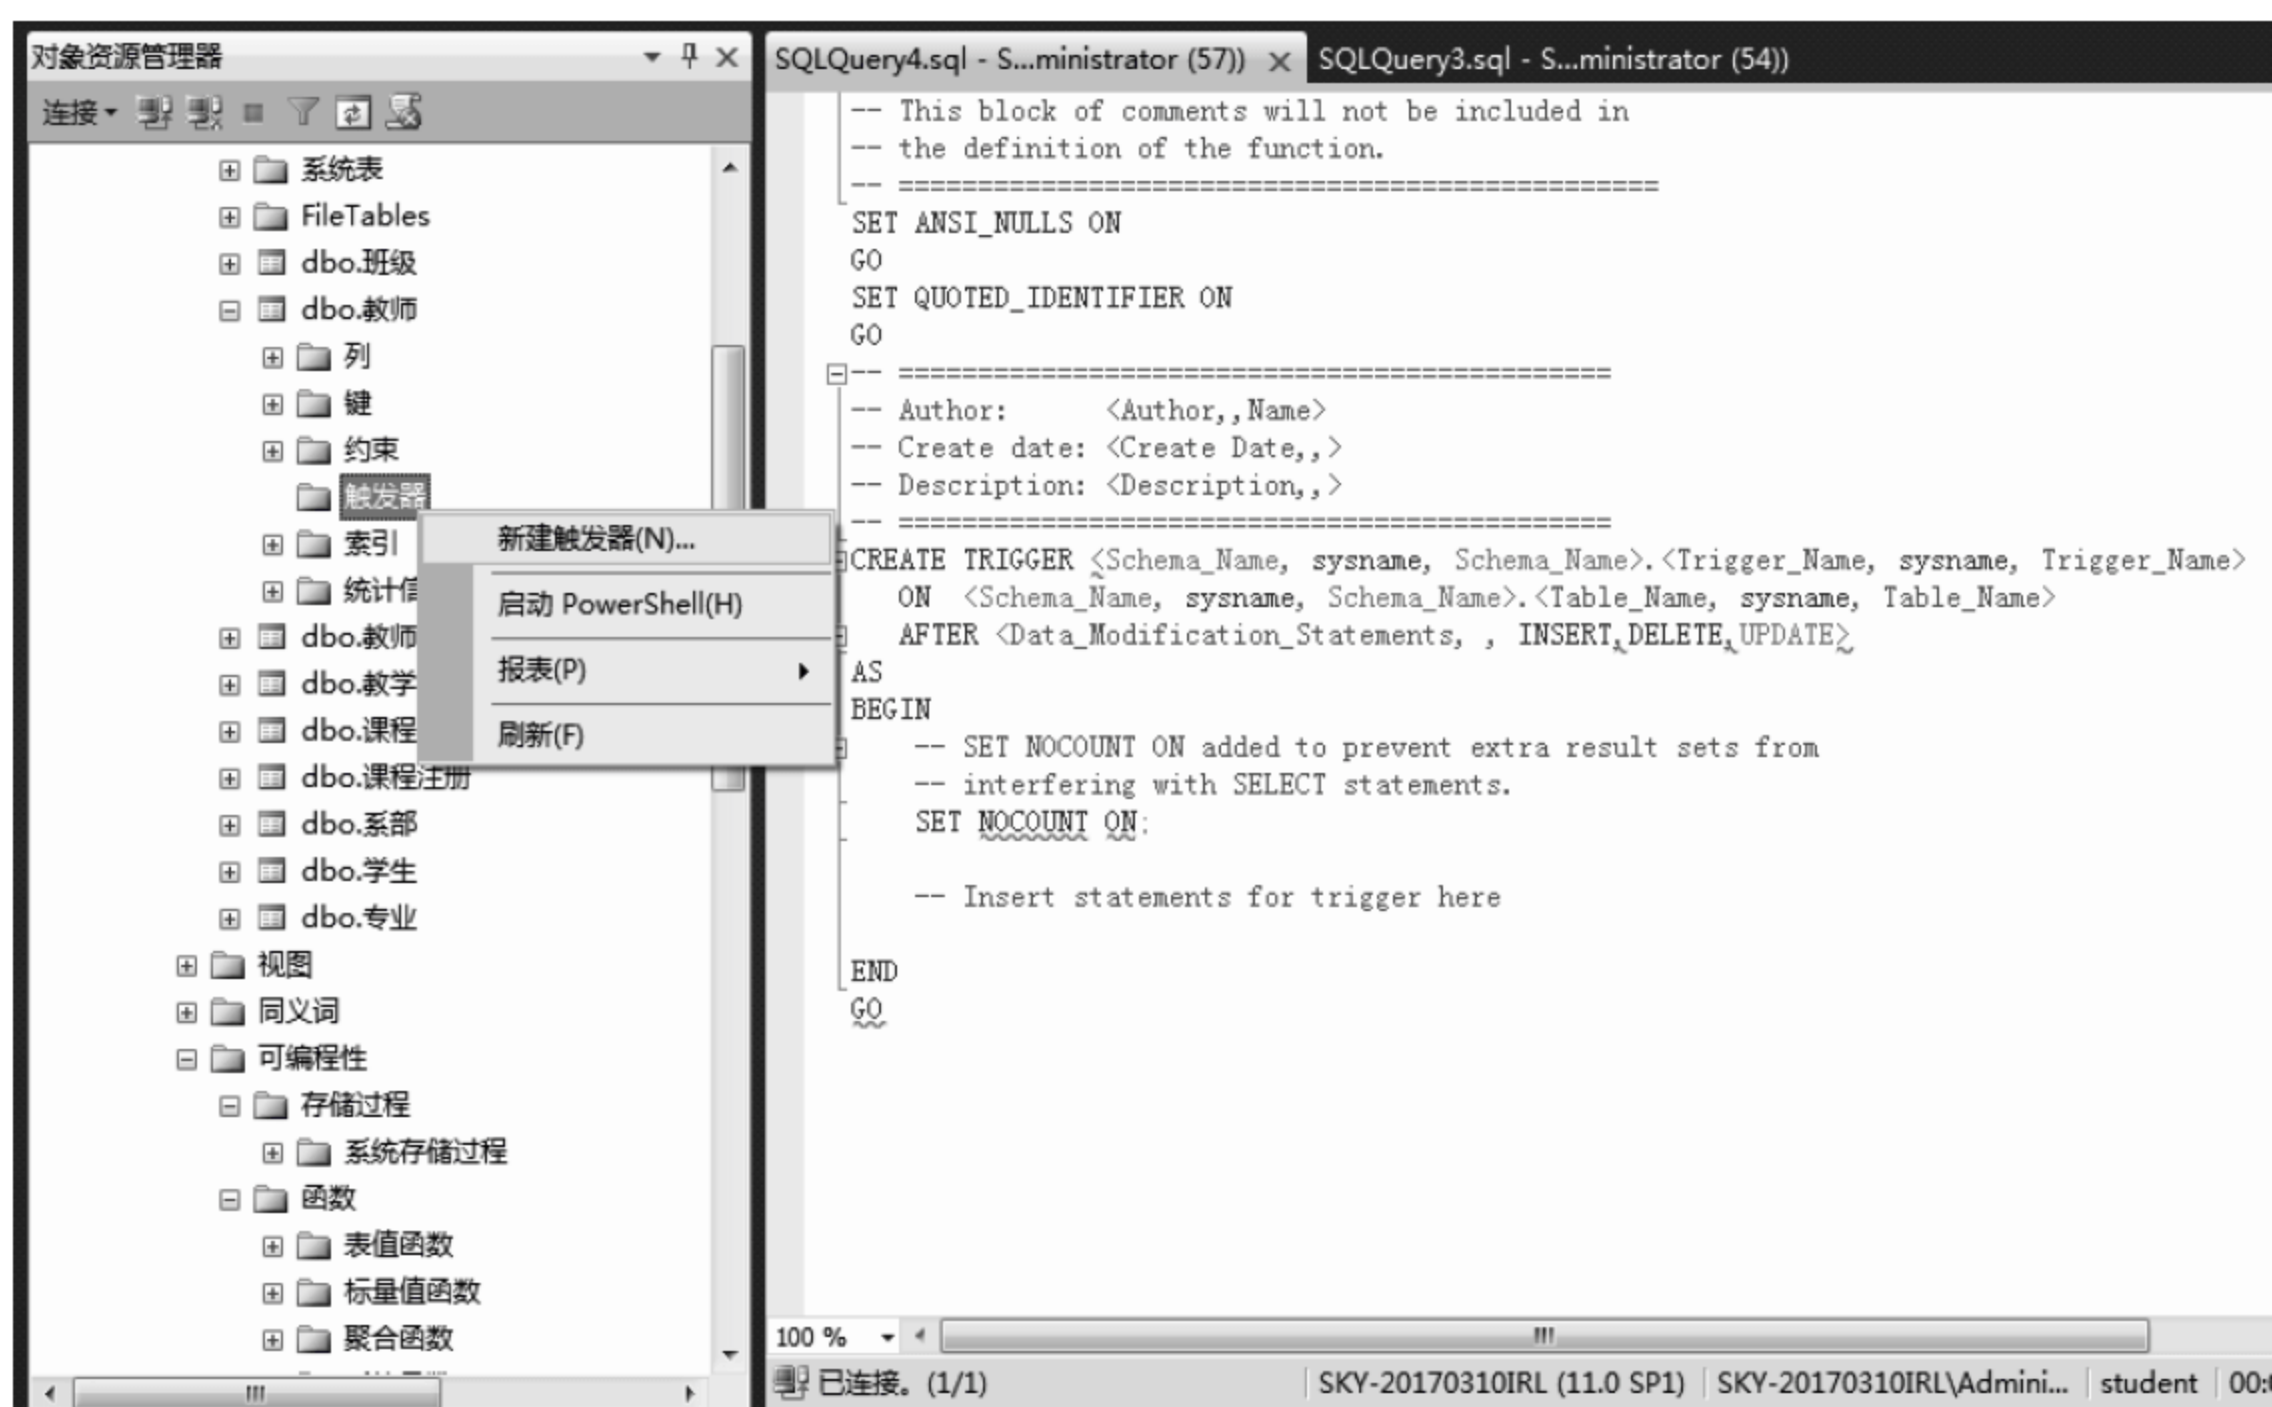 对象资源管理器
连接
系统表
FileTables
dbo.班级
dbo.教师
列
键
约束
触发器
索引
统计信
dbo.教师
dbo.教学
dbo.课程
dbo.课程注册
dbo.系部
dbo.学生
dbo.专业
视图
同义词
可编程性
存储过程
系统存储过程
函数
表值函数
标量值函数
聚合函数
新建触发器(N)...
启动 PowerShell(H)
报表(P)
刷新(F)
SQLQuery4.sql - S...ministrator (57))
SQLQuery3.sql - S...ministrator (54))
-- This block of comments will not be included in
-- the definition of the function.
-- ================================================
SET ANSI_NULLS ON
GO
SET QUOTED_IDENTIFIER ON
GO
-- =============================================
-- Author: <Author,,Name>
-- Create date: <Create Date,,>
-- Description: <Description,,>
-- =============================================
CREATE TRIGGER <Schema_Name, sysname, Schema_Name>.<Trigger_Name, sysname, Trigger_Name>
ON <Schema_Name, sysname, Schema_Name>.<Table_Name, sysname, Table_Name>
AFTER <Data_Modification_Statements, , INSERT,DELETE,UPDATE>
AS
BEGIN
-- SET NOCOUNT ON added to prevent extra result sets from
-- interfering with SELECT statements.
SET NOCOUNT ON;
-- Insert statements for trigger here
END
GO
100 %
已连接。(1/1)
SKY-20170310IRL (11.0 SP1)
SKY-20170310IRL\Admini...
student
00: